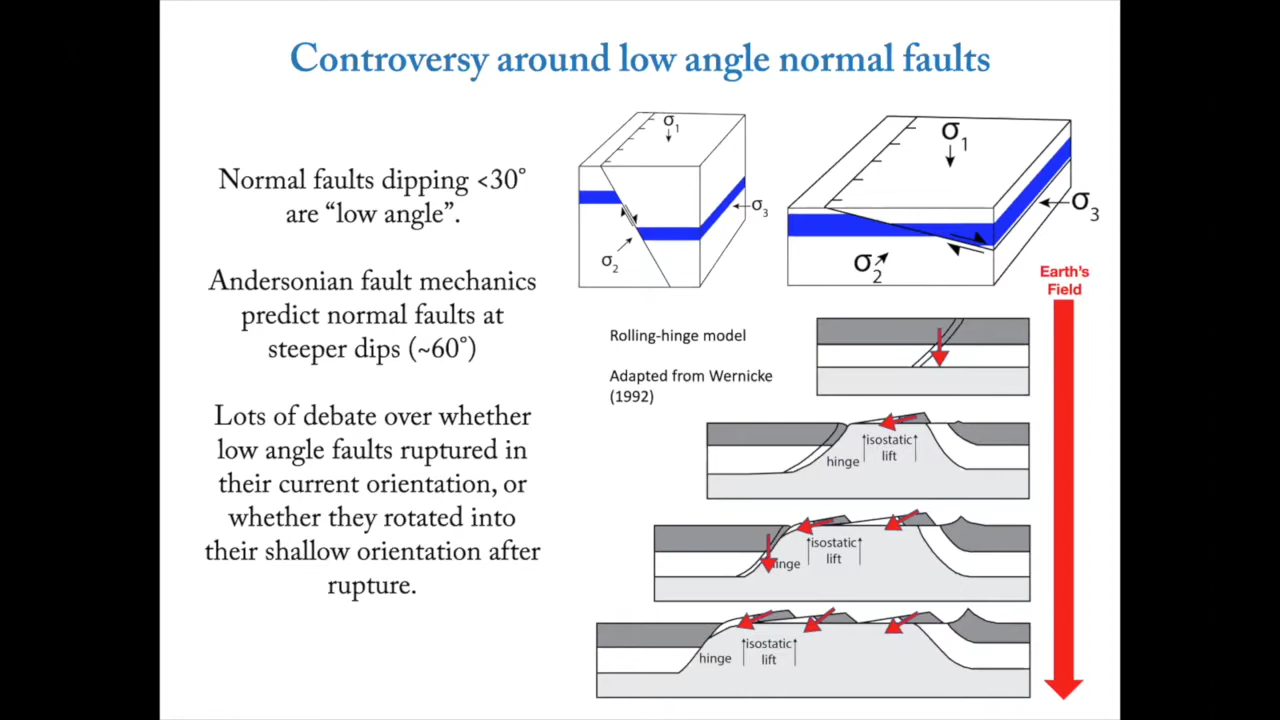 Controversy around low angle normal faults
Normal faults dipping <30°
are “low angle”.
Andersonian fault mechanics
predict normal faults at
steeper dips (~60°)
Lots of debate over whether
low angle faults ruptured in
their current orientation, or
whether they rotated into
their shallow orientation after
rupture.
σ1
σ3
σ2
σ1
σ3
σ2
Earth's
Field
Rolling-hinge model
Adapted from Wernicke
(1992)
isostatic
lift
hinge
isostatic
lift
hinge
isostatic
lift
hinge